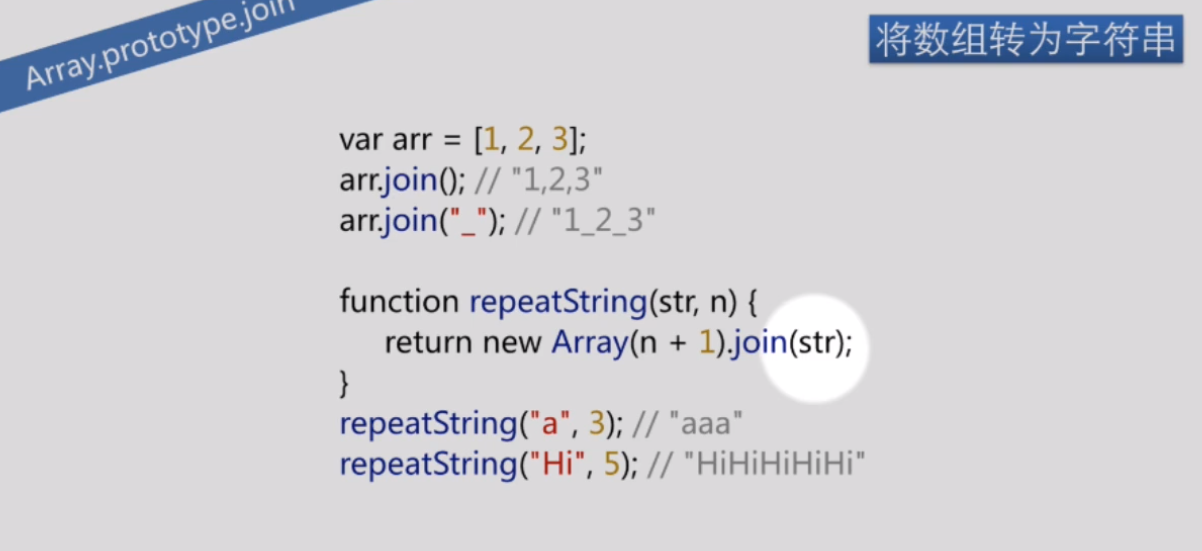 Array.prototype.join
将数组转为字符串
var arr = [1, 2, 3];
arr.join(); // "1,2,3"
arr.join("_"); // "1_2_3"
function repeatString(str, n) {
return new Array(n + 1).join(str);
}
repeatString("a", 3); // "aaa"
repeatString("Hi", 5); // "HiHiHiHiHi"